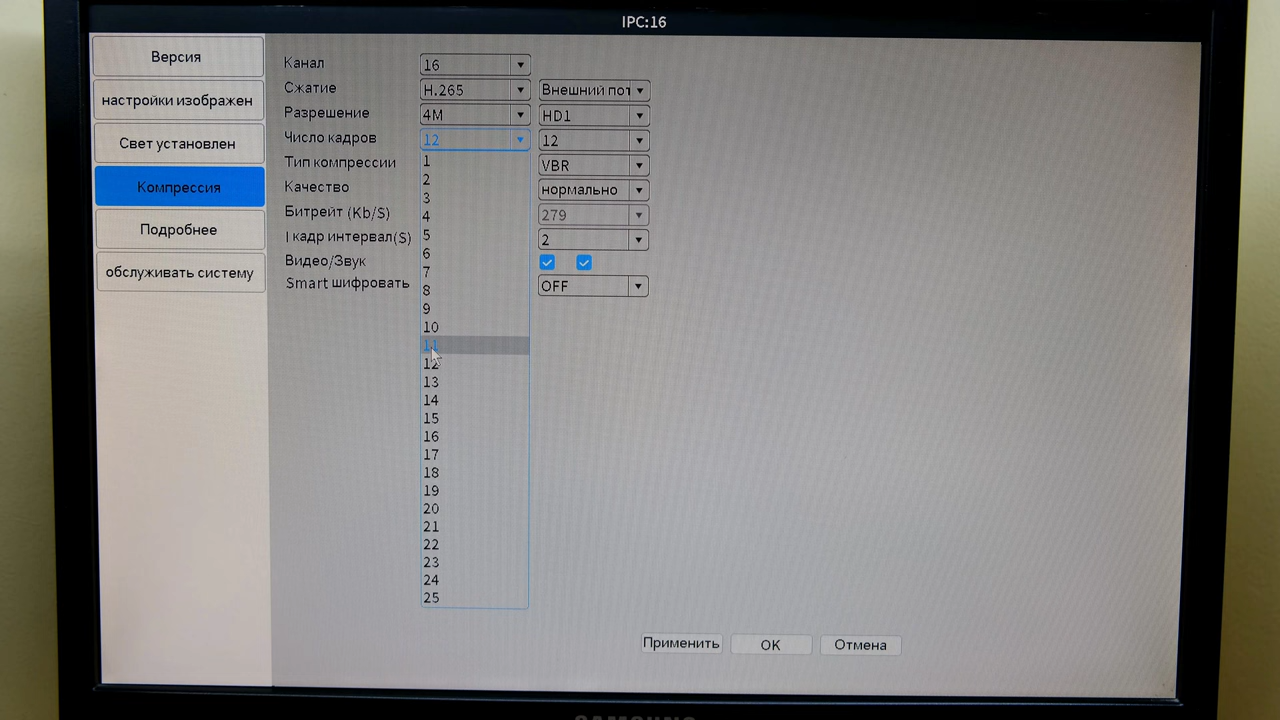 IPC:16
Версия
настройки изображен
Свет установлен
Компрессия
Подробнее
обслуживать систему
Канал 16
Сжатие H.265 Внешний пот
Разрешение 4M HD1
Число кадров 12 12
Тип компрессии VBR
Качество нормально
Битрейт (Kb/S) 279
I кадр интервал(S) 2
Видео/Звук
Smart шифровать OFF
1
2
3
4
5
6
7
8
9
10
11
12
13
14
15
16
17
18
19
20
21
22
23
24
25
Применить OK Отмена
SAMSUNG